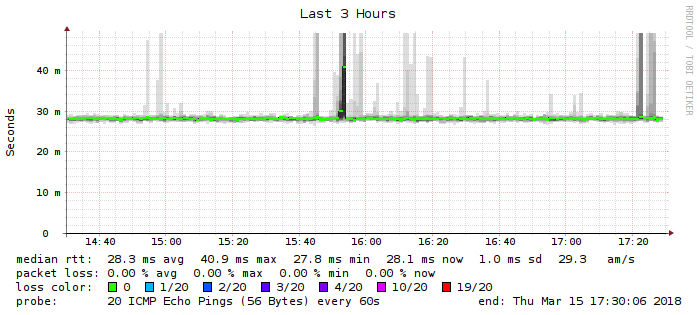 Last 3 Hours
RRDTOOL / TOBI OETIKER
Seconds
40 m
30 m
20 m
10 m
0
14:40 15:00 15:20 15:40 16:00 16:20 16:40 17:00 17:20
median rtt: 28.3 ms avg 40.9 ms max 27.8 ms min 28.1 ms now 1.0 ms sd 29.3 am/s
packet loss: 0.00 % avg 0.00 % max 0.00 % min 0.00 % now
loss color: 0 1/20 2/20 3/20 4/20 10/20 19/20
probe: 20 ICMP Echo Pings (56 Bytes) every 60s end: Thu Mar 15 17:30:06 2018